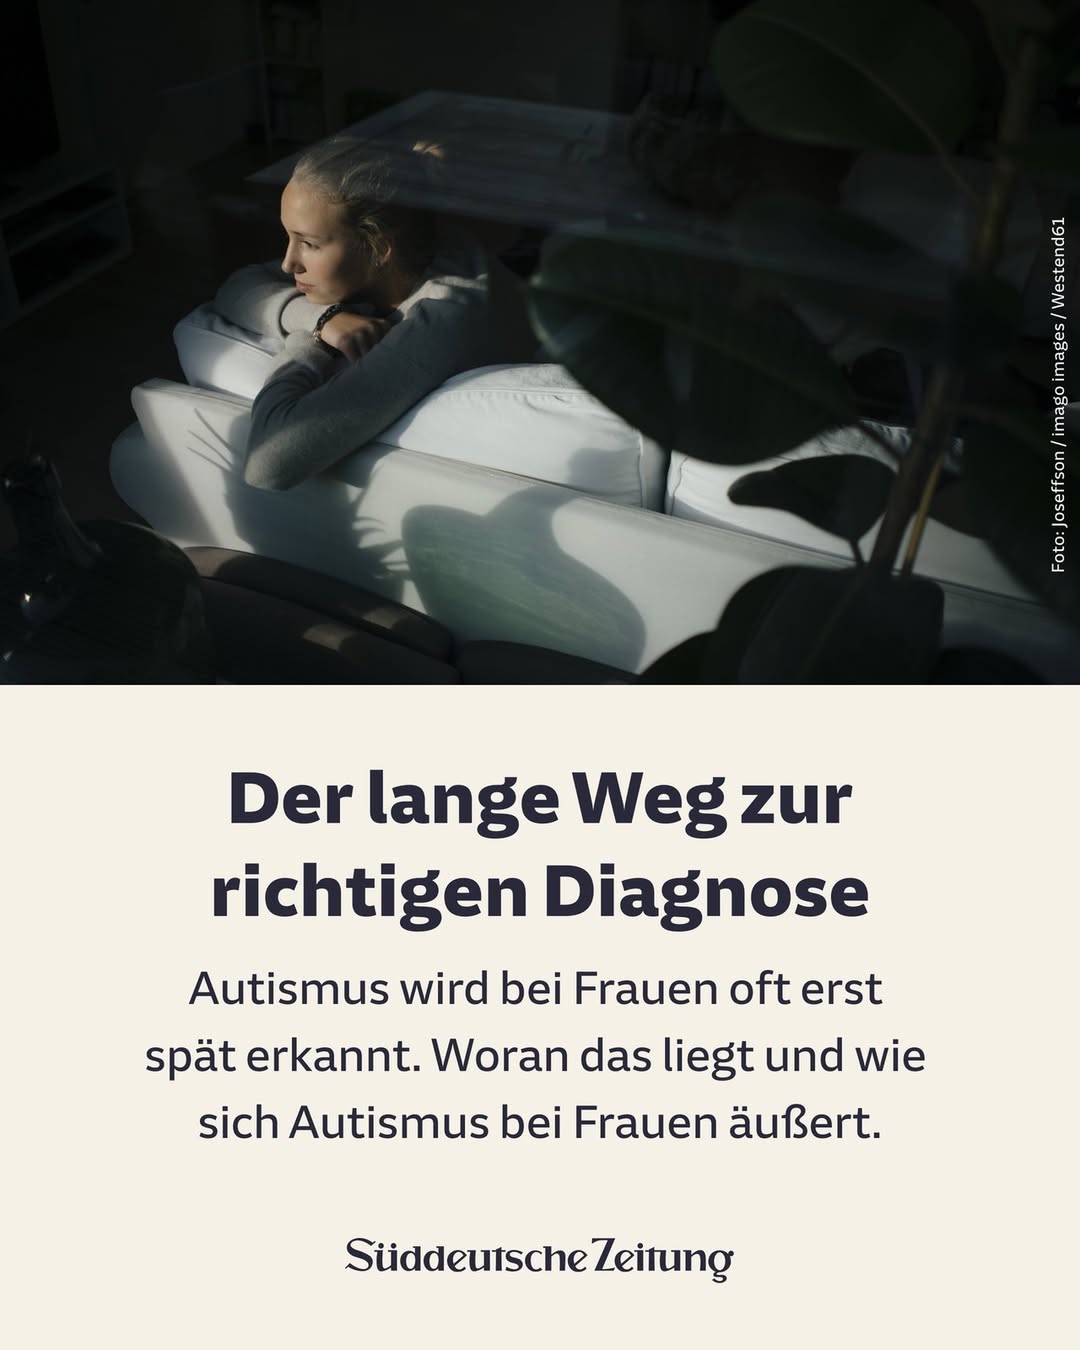 Foto: Joseffson / imago images / Westend61
Der lange Weg zur
richtigen Diagnose
Autismus wird bei Frauen oft erst
spät erkannt. Woran das liegt und wie
sich Autismus bei Frauen äußert.
Süddeutsche Zeitung